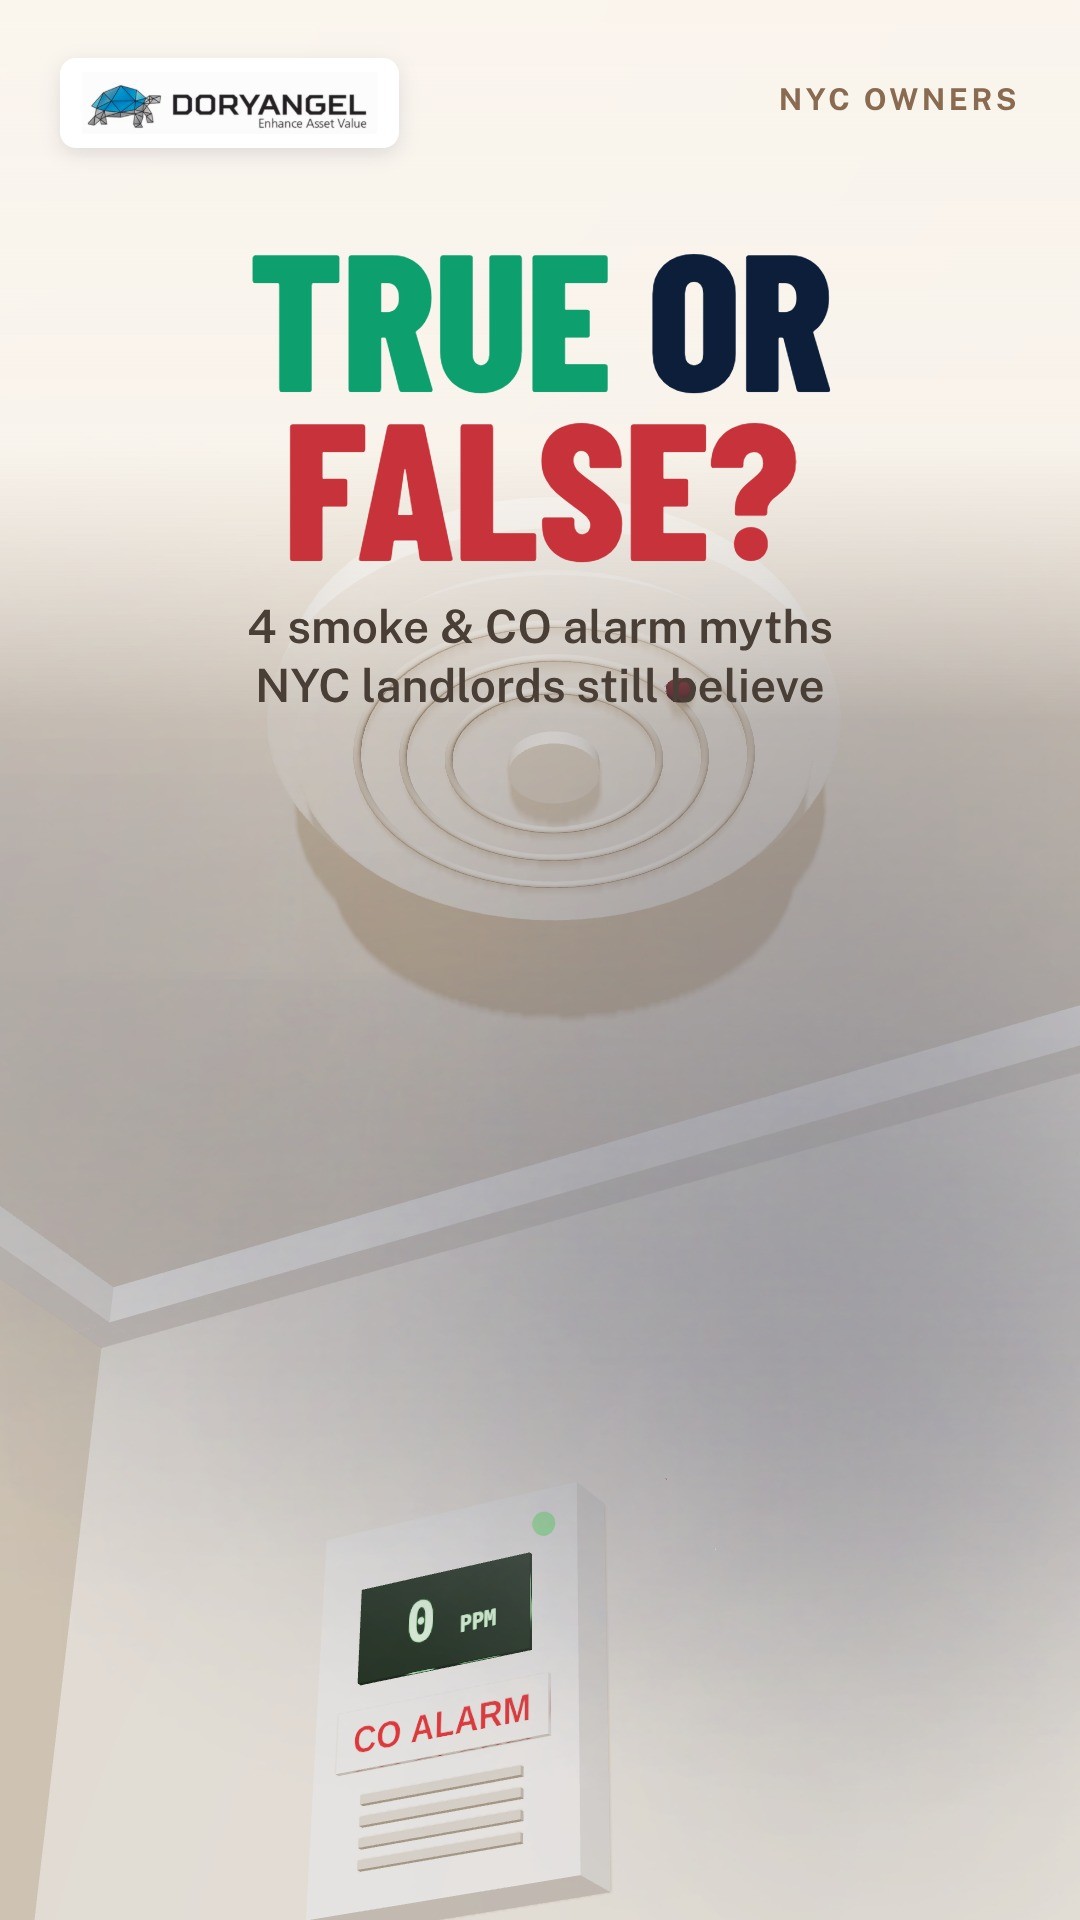 DORYANGEL
Enhance Asset Value
NYC OWNERS
TRUE OR
FALSE?
4 smoke & CO alarm myths
NYC landlords still believe
0 PPM
CO ALARM